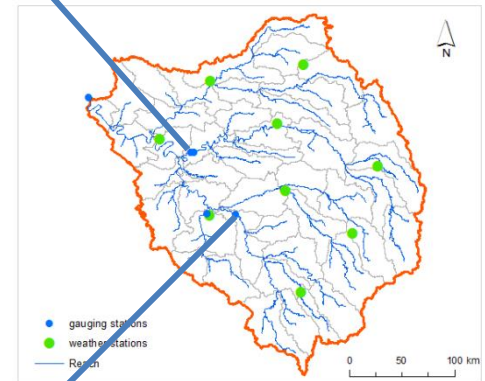 N
gauging stations
weather stations
Reach
0 50 100 km